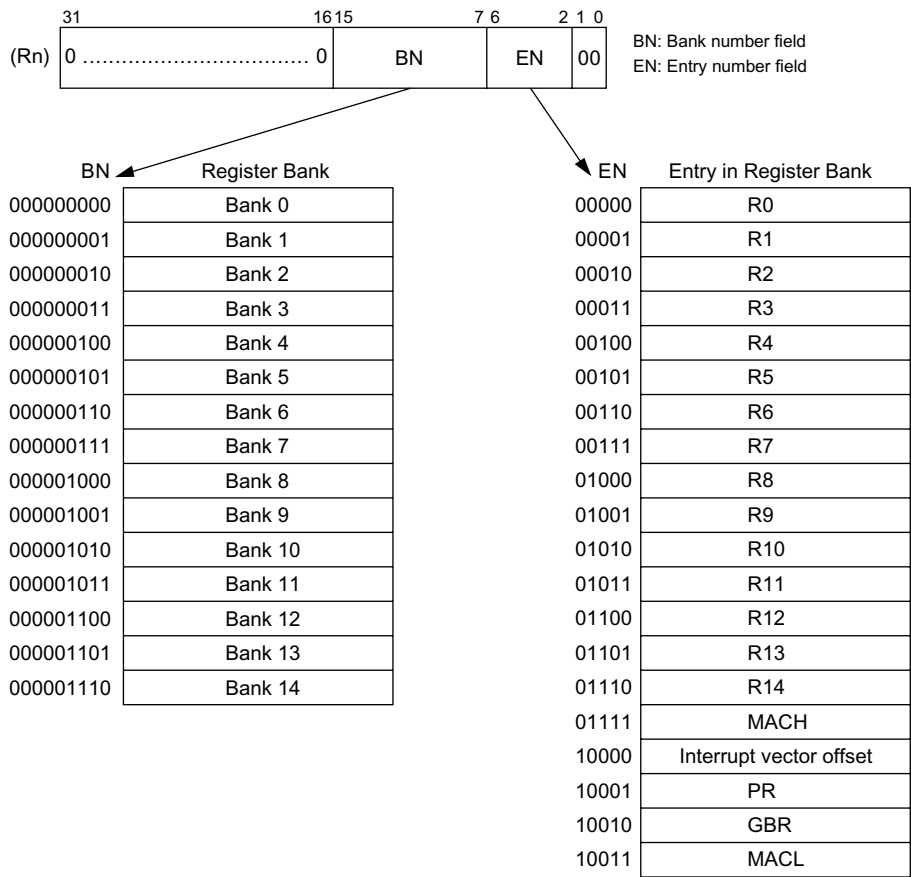 31 16 15 7 6 2 1 0
(Rn) 0 .................................. 0 BN EN 00
BN: Bank number field
EN: Entry number field
BN Register Bank
000000000 Bank 0
000000001 Bank 1
000000010 Bank 2
000000011 Bank 3
000000100 Bank 4
000000101 Bank 5
000000110 Bank 6
000000111 Bank 7
000001000 Bank 8
000001001 Bank 9
000001010 Bank 10
000001011 Bank 11
000001100 Bank 12
000001101 Bank 13
000001110 Bank 14
EN Entry in Register Bank
00000 R0
00001 R1
00010 R2
00011 R3
00100 R4
00101 R5
00110 R6
00111 R7
01000 R8
01001 R9
01010 R10
01011 R11
01100 R12
01101 R13
01110 R14
01111 MACH
10000 Interrupt vector offset
10001 PR
10010 GBR
10011 MACL